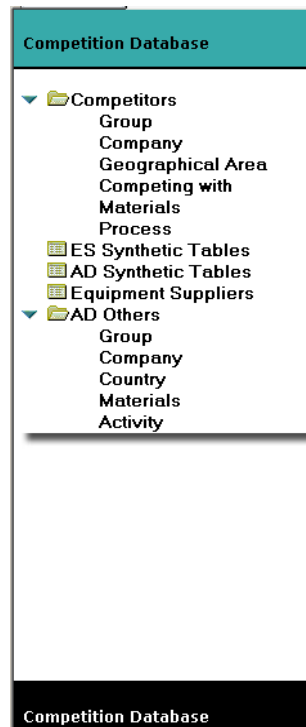 Competition Database
Competitors
Group
Company
Geographical Area
Competing with
Materials
Process
ES Synthetic Tables
AD Synthetic Tables
Equipment Suppliers
AD Others
Group
Company
Country
Materials
Activity
Competition Database